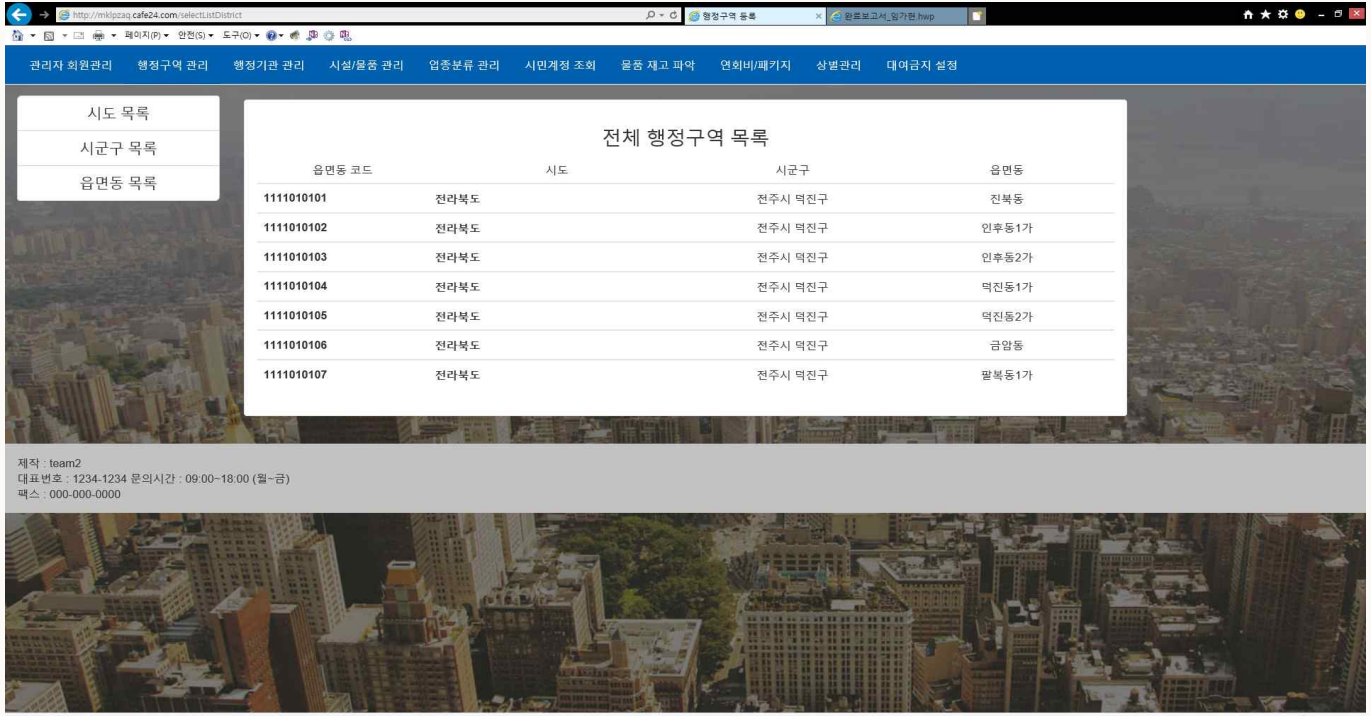 http://mklpzaq.cafe24.com/selectListDistrict
행정구역 등록
완료보고서_임가현.hwp
페이지(P) 안전(S) 도구(O)
관리자 회원관리 행정구역 관리 행정기관 관리 시설/물품 관리 업종분류 관리 시민계정 조회 물품 재고 파악 연회비/패키지 상벌관리 대여금지 설정
시도 목록
시군구 목록
읍면동 목록
전체 행정구역 목록
읍면동 코드 시도 시군구 읍면동
1111010101 전라북도 전주시 덕진구 진북동
1111010102 전라북도 전주시 덕진구 인후동1가
1111010103 전라북도 전주시 덕진구 인후동2가
1111010104 전라북도 전주시 덕진구 덕진동1가
1111010105 전라북도 전주시 덕진구 덕진동2가
1111010106 전라북도 전주시 덕진구 금암동
1111010107 전라북도 전주시 덕진구 팔복동1가
제작 : team2
대표번호 : 1234-1234 문의시간 : 09:00~18:00 (월~금)
팩스 : 000-000-0000